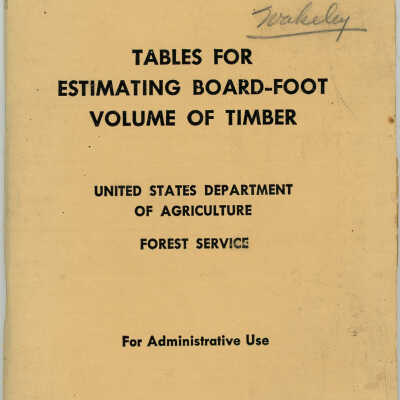 Wakeley
TABLES FOR
ESTIMATING BOARD-FOOT
VOLUME OF TIMBER
UNITED STATES DEPARTMENT
OF AGRICULTURE
FOREST SERVICE
For Administrative Use